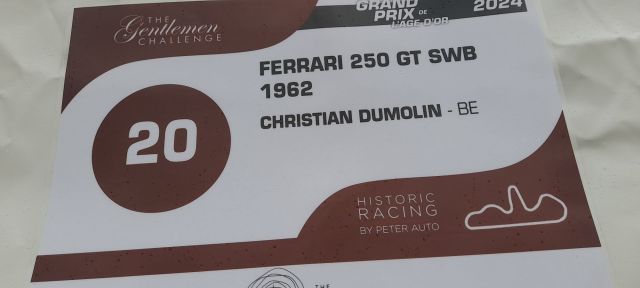 THE
Gentlemen
CHALLENGE
GRAND
PRIX DE
L'AGE D'OR
2024
FERRARI 250 GT SWB
1962
CHRISTIAN DUMOLIN - BE
20
HISTORIC
RACING
BY PETER AUTO
THE